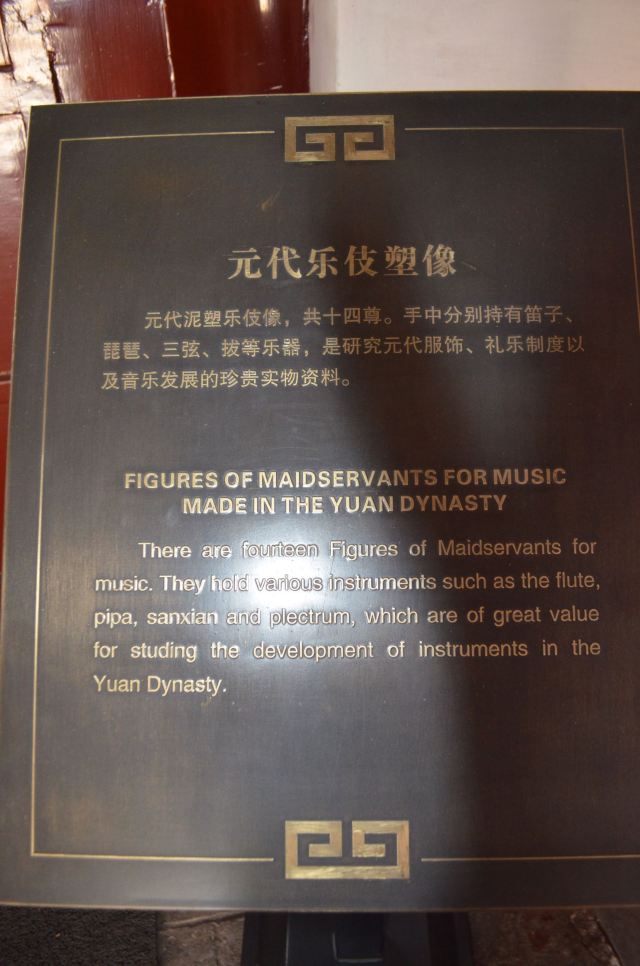 元代乐伎塑像
元代泥塑乐伎像，共十四尊。手中分别持有笛子、
琵琶、三弦、拔等乐器，是研究元代服饰、礼乐制度以
及音乐发展的珍贵实物资料。
FIGURES OF MAIDSERVANTS FOR MUSIC
MADE IN THE YUAN DYNASTY
There are fourteen Figures of Maidservants for
music. They hold various instruments such as the flute,
pipa, sanxian and plectrum, which are of great value
for studing the development of instruments in the
Yuan Dynasty.